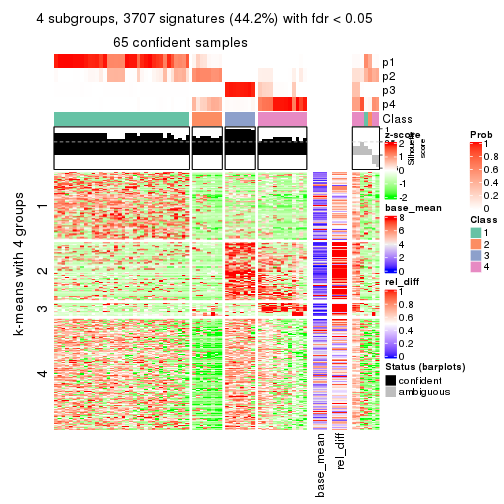 4 subgroups, 3707 signatures (44.2%) with fdr < 0.05
65 confident samples
p1
p2
p3
p4
Class
1
Silhouette
score
k-means with 4 groups
1
2
3
4
base_mean
rel_diff
z-score
2
1
0
-1
-2
base_mean
8
6
4
2
0
rel_diff
1
0.8
0.6
0.4
0.2
0
Status (barplots)
confident
ambiguous
Prob
1
0.8
0.6
0.4
0.2
0
Class
1
2
3
4